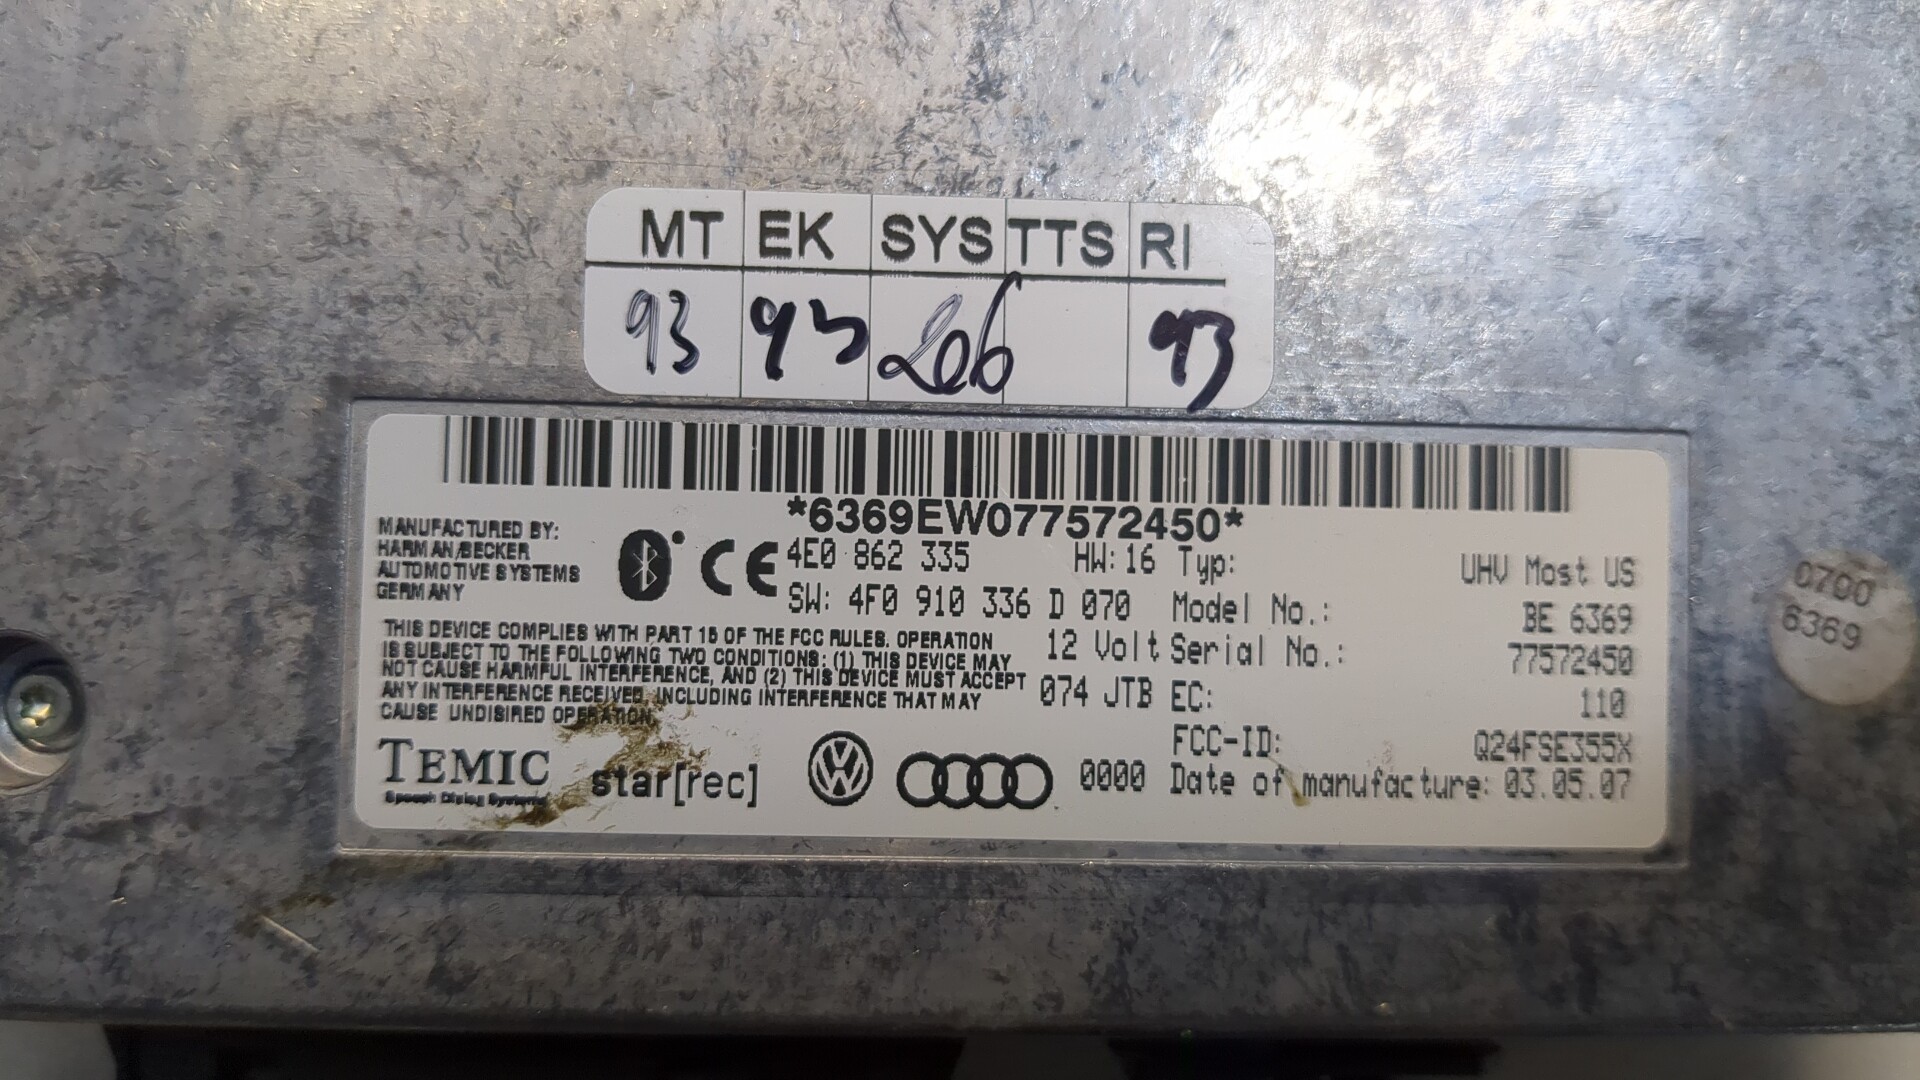 MT EK SYS TTS RI
93 93 206 93
*6369EW077572450*
MANUFACTURED BY:
HARMAN/BECKER
AUTOMOTIVE SYSTEMS
GERMANY
CE
4E0 862 335 HW: 16 Typ: UHV Most US
SW: 4F0 910 336 D 070 Model No.: BE 6369
12 Volt Serial No.: 77572450
074 JTB EC: 110
FCC-ID: Q24FSE355X
0000 Date of manufacture: 03.05.07
THIS DEVICE COMPLIES WITH PART 15 OF THE FCC RULES. OPERATION
IS SUBJECT TO THE FOLLOWING TWO CONDITIONS: (1) THIS DEVICE MAY
NOT CAUSE HARMFUL INTERFERENCE, AND (2) THIS DEVICE MUST ACCEPT
ANY INTERFERENCE RECEIVED, INCLUDING INTERFERENCE THAT MAY
CAUSE UNDISIRED OPERATION.
TEMIC
Speech Dialog Systems
star[rec]
0700
6369